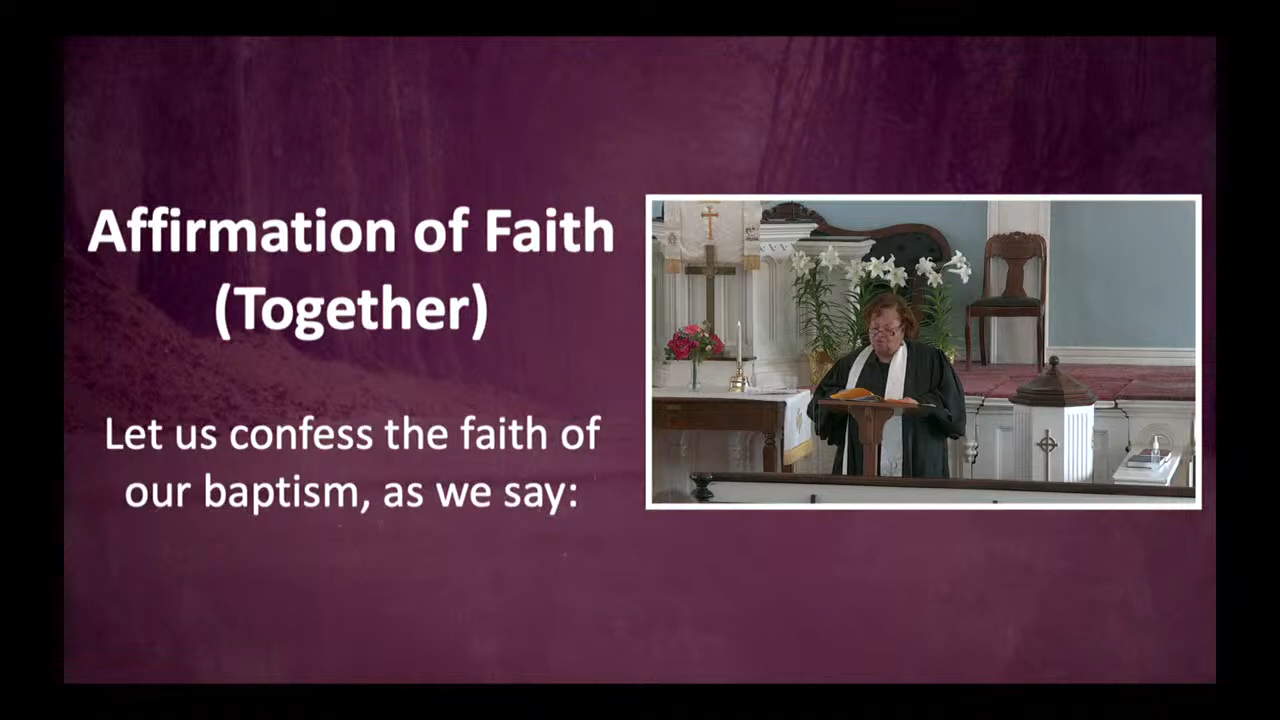 Affirmation of Faith
(Together)
Let us confess the faith of
our baptism, as we say: